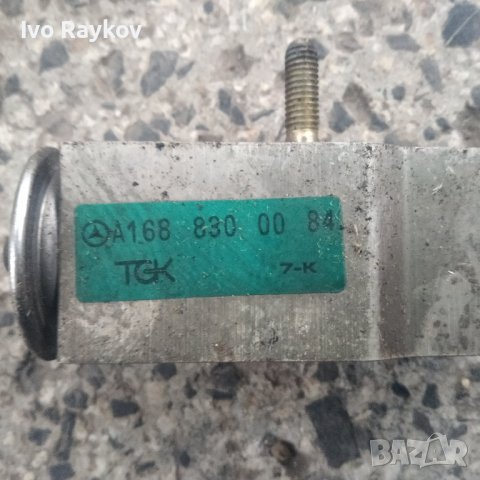 Ivo Raykov
A168 830 00 84
TGK 7-K
BAZAR